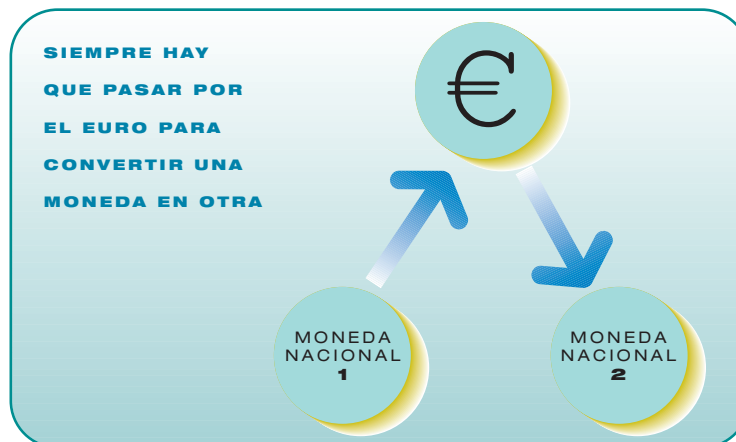 SIEMPRE HAY
QUE PASAR POR
EL EURO PARA
CONVERTIR UNA
MONEDA EN OTRA
€
MONEDA
NACIONAL
1
MONEDA
NACIONAL
2